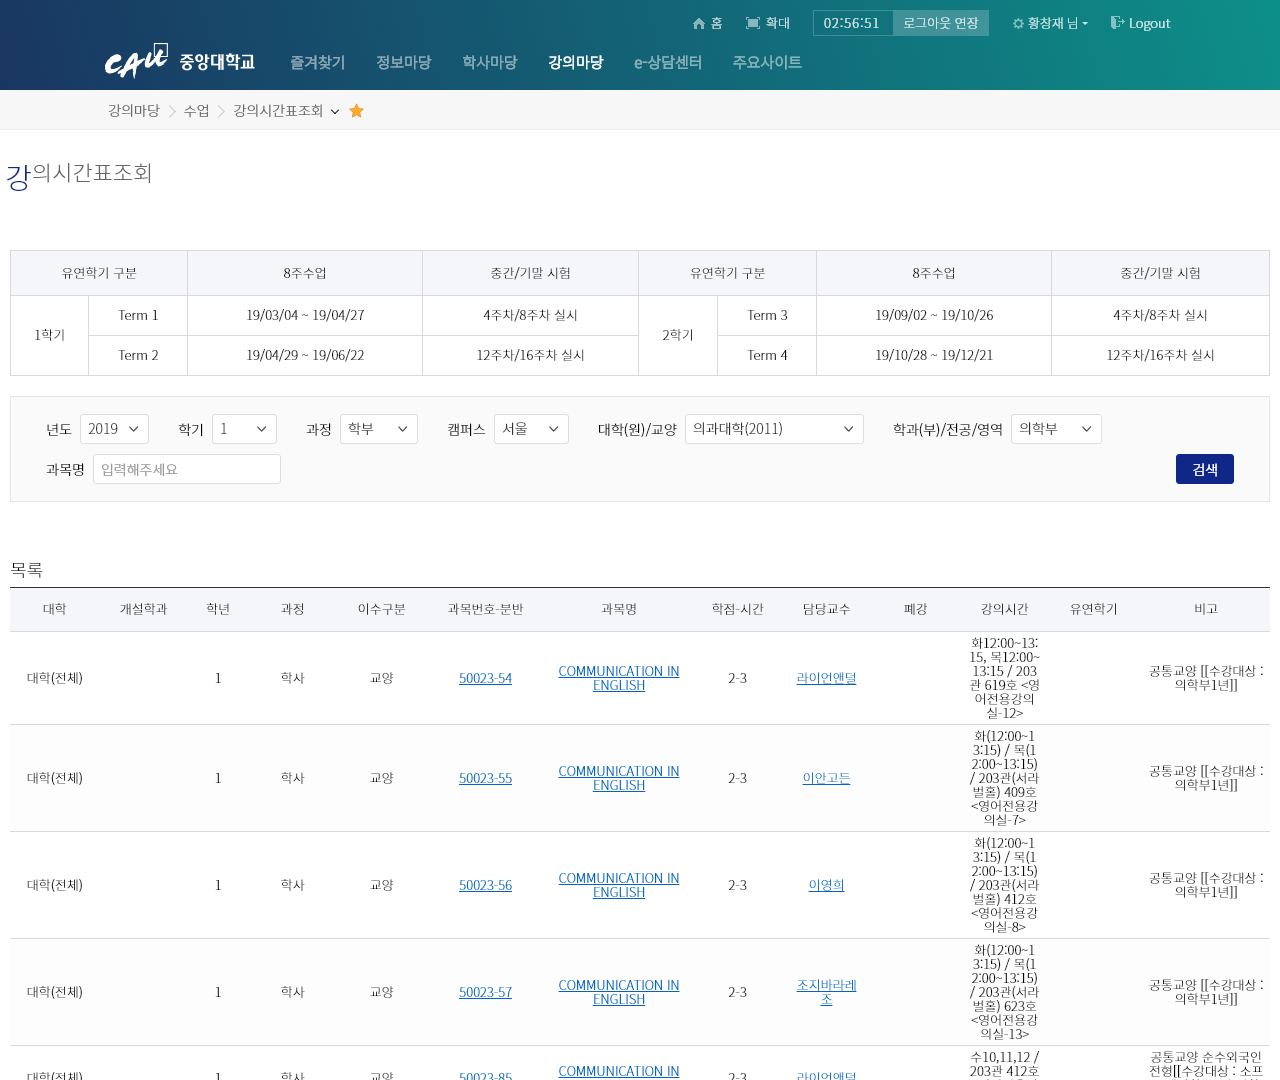 홈 확대 02:56:51 로그아웃 연장 황창재 님 Logout
CAU 중앙대학교 즐겨찾기 정보마당 학사마당 강의마당 e-상담센터 주요사이트
강의마당 수업 강의시간표조회
강의시간표조회
유연학기 구분 8주수업 중간/기말 시험 유연학기 구분 8주수업 중간/기말 시험
1학기 Term 1 19/03/04 ~ 19/04/27 4주차/8주차 실시 2학기 Term 3 19/09/02 ~ 19/10/26 4주차/8주차 실시
Term 2 19/04/29 ~ 19/06/22 12주차/16주차 실시 Term 4 19/10/28 ~ 19/12/21 12주차/16주차 실시
년도 2019 학기 1 과정 학부 캠퍼스 서울 대학(원)/교양 의과대학(2011) 학과(부)/전공/영역 의학부
과목명 입력해주세요 검색
목록
대학 개설학과 학년 과정 이수구분 과목번호-분반 과목명 학점-시간 담당교수 폐강 강의시간 유연학기 비고
대학(전체) 1 학사 교양 50023-54
COMMUNICATION IN
ENGLISH
2-3 라이언앤덜
화12:00~13:
15, 목12:00~
13:15 / 203
관 619호 <영
어전용강의
실-12>
공통교양 [[수강대상 :
의학부1년]]
대학(전체) 1 학사 교양 50023-55
COMMUNICATION IN
ENGLISH
2-3 이안고든
화(12:00~1
3:15) / 목(1
2:00~13:15)
/ 203관(서라
벌홀) 409호
<영어전용강
의실-7>
공통교양 [[수강대상 :
의학부1년]]
대학(전체) 1 학사 교양 50023-56
COMMUNICATION IN
ENGLISH
2-3 이영희
화(12:00~1
3:15) / 목(1
2:00~13:15)
/ 203관(서라
벌홀) 412호
<영어전용강
의실-8>
공통교양 [[수강대상 :
의학부1년]]
대학(전체) 1 학사 교양 50023-57
COMMUNICATION IN
ENGLISH
2-3
조지바라레
조
화(12:00~1
3:15) / 목(1
2:00~13:15)
/ 203관(서라
벌홀) 623호
<영어전용강
의실-13>
공통교양 [[수강대상 :
의학부1년]]
대학(전체) 1 학사 교양 50023-85
COMMUNICATION IN
2-3 라이언앤덜
수10,11,12 /
203관 412호
공통교양 순수외국인
전형[[수강대상 : 소프